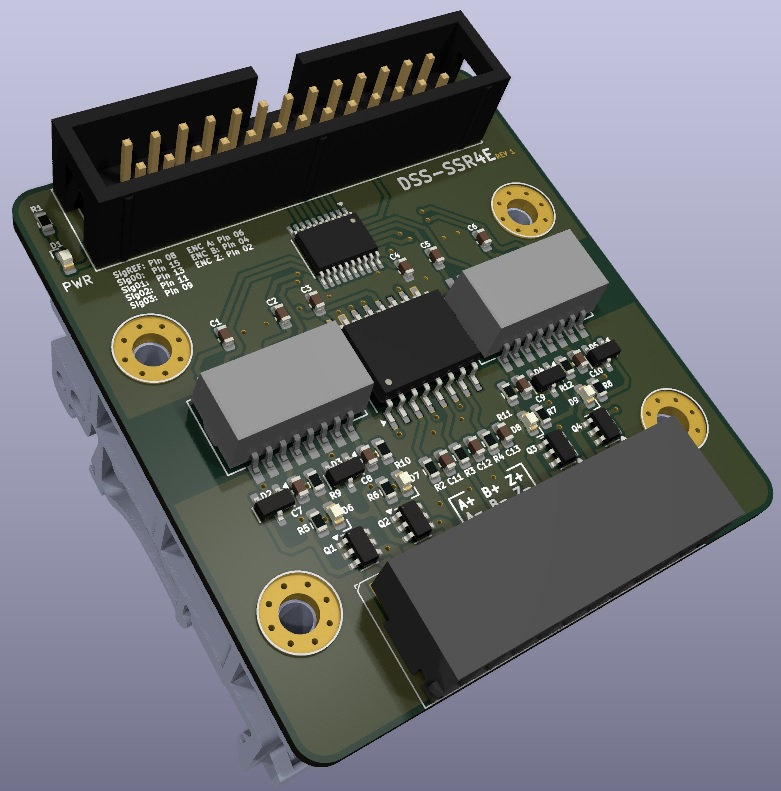 DSS-SSR4E REV 1
R1
D1
PWR
SigREF: Pin 08
Sig00: Pin 15
Sig01: Pin 13
Sig02: Pin 11
Sig03: Pin 09
ENC A: Pin 06
ENC B: Pin 04
ENC Z: Pin 02
C1
C2
C3
C4
C5
C6
D2
C7
R5
D6
Q1
D3
R9
C8
R6
R10
D7
Q2
R2
C11
R3
C12
R4
C13
R11
C9
R12
C10
D5
D8
R7
Q3
D9
R8
Q4
A+
B+
Z+